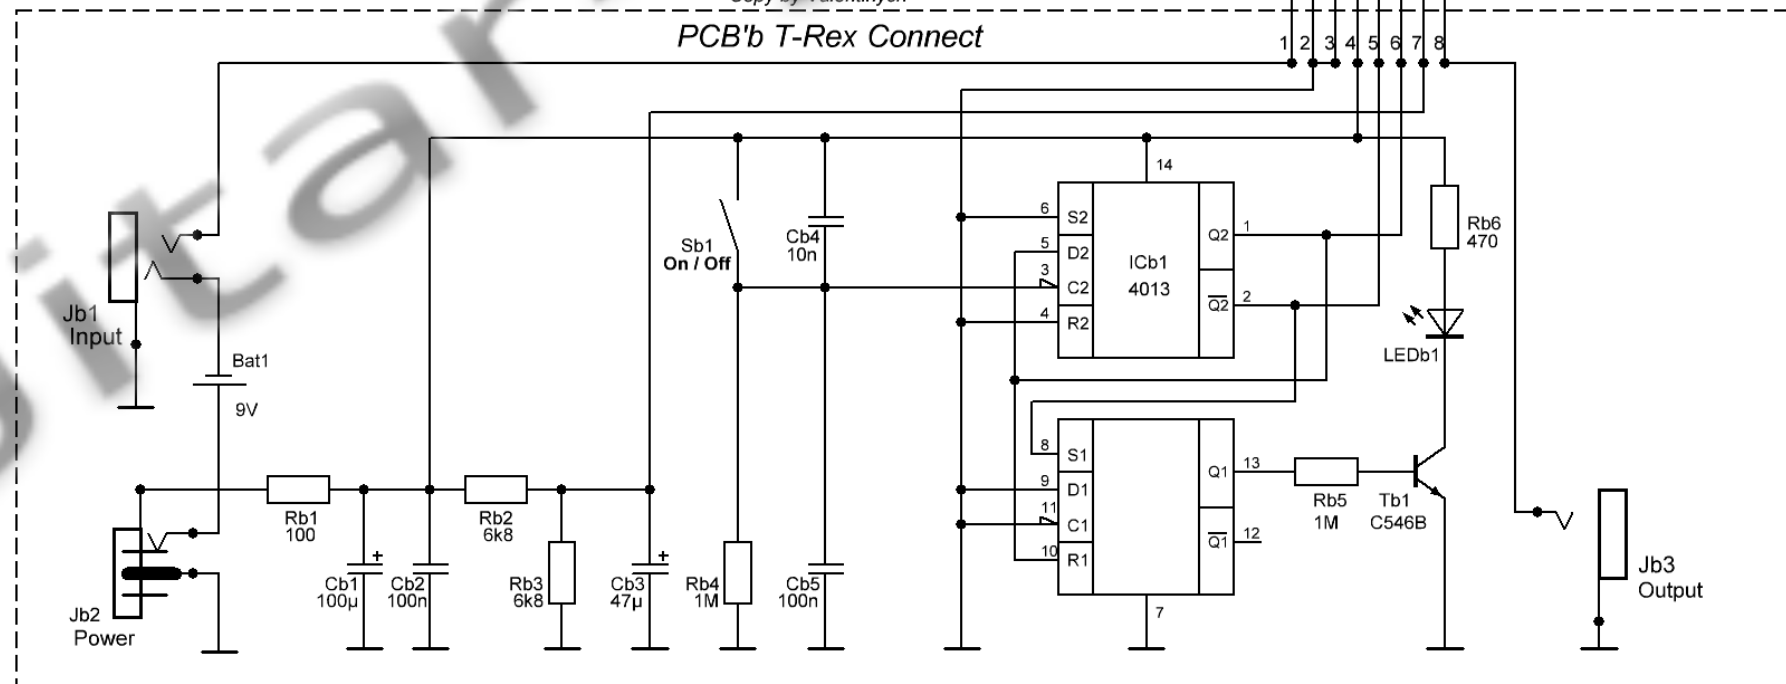 PCB'b T-Rex Connect
1 2 3 4 5 6 7 8
14
6 S2
5 D2
3 C2
4 R2
Q2 1
Q2 2
ICb1
4013
Rb6
470
LEDb1
Sb1
On / Off
Cb4
10n
Jb1
Input
Bat1
9V
8 S1
9 D1
11 C1
10 R1
Q1 13
Q1 12
7
Rb5
1M
Tb1
C546B
Rb1
100
Rb2
6k8
Jb2
Power
+
Cb1
100µ
Cb2
100n
Rb3
6k8
+
Cb3
47µ
Rb4
1M
Cb5
100n
Jb3
Output